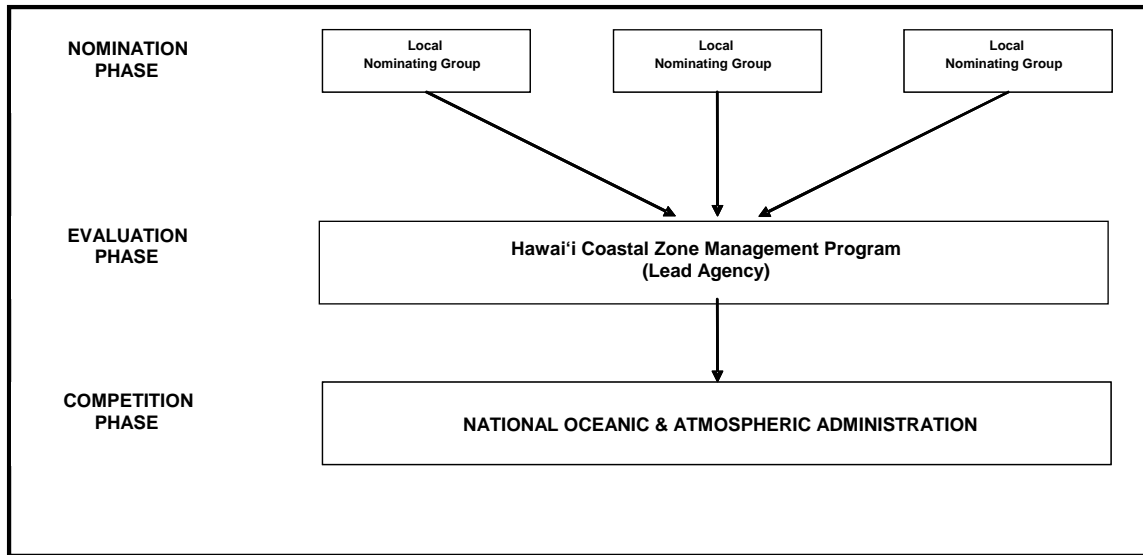 NOMINATION
PHASE
Local
Nominating Group
Local
Nominating Group
Local
Nominating Group
EVALUATION
PHASE
Hawai‘i Coastal Zone Management Program
(Lead Agency)
COMPETITION
PHASE
NATIONAL OCEANIC & ATMOSPHERIC ADMINISTRATION